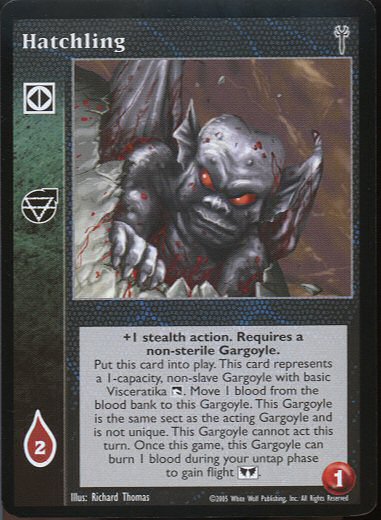 Hatchling
+1 stealth action. Requires a
non-sterile Gargoyle.
Put this card into play. This card represents
a 1-capacity, non-slave Gargoyle with basic
Visceratika . Move 1 blood from the
blood bank to this Gargoyle. This Gargoyle
is the same sect as the acting Gargoyle and
is not unique. This Gargoyle cannot act this
turn. Once this game, this Gargoyle can
burn 1 blood during your untap phase
to gain flight .
2
1
Illus: Richard Thomas ©2005 White Wolf Publishing, Inc. All Rights Reserved